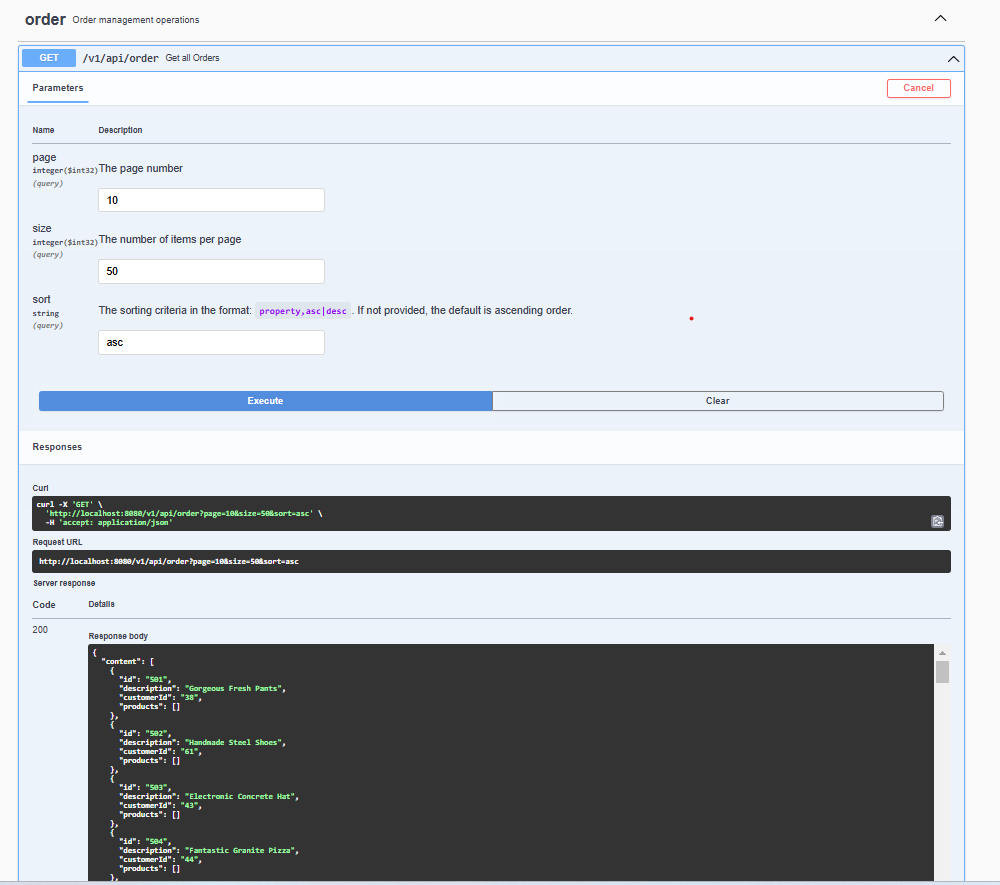 order Order management operations
GET /v1/api/order Get all Orders
Parameters
Cancel
Name Description
page
integer($int32)
(query)
The page number
10
size
integer($int32)
(query)
The number of items per page
50
sort
string
(query)
The sorting criteria in the format: property,asc|desc . If not provided, the default is ascending order.
asc
Execute Clear
Responses
Curl
curl -X 'GET' \
'http://localhost:8080/v1/api/order?page=10&size=50&sort=asc' \
-H 'accept: application/json'
Request URL
http://localhost:8080/v1/api/order?page=10&size=50&sort=asc
Server response
Code Details
200
Response body
{
"content": [
{
"id": "501",
"description": "Gorgeous Fresh Pants",
"customerId": "38",
"products": []
},
{
"id": "502",
"description": "Handmade Steel Shoes",
"customerId": "61",
"products": []
},
{
"id": "503",
"description": "Electronic Concrete Hat",
"customerId": "43",
"products": []
},
{
"id": "504",
"description": "Fantastic Granite Pizza",
"customerId": "44",
"products": []
},